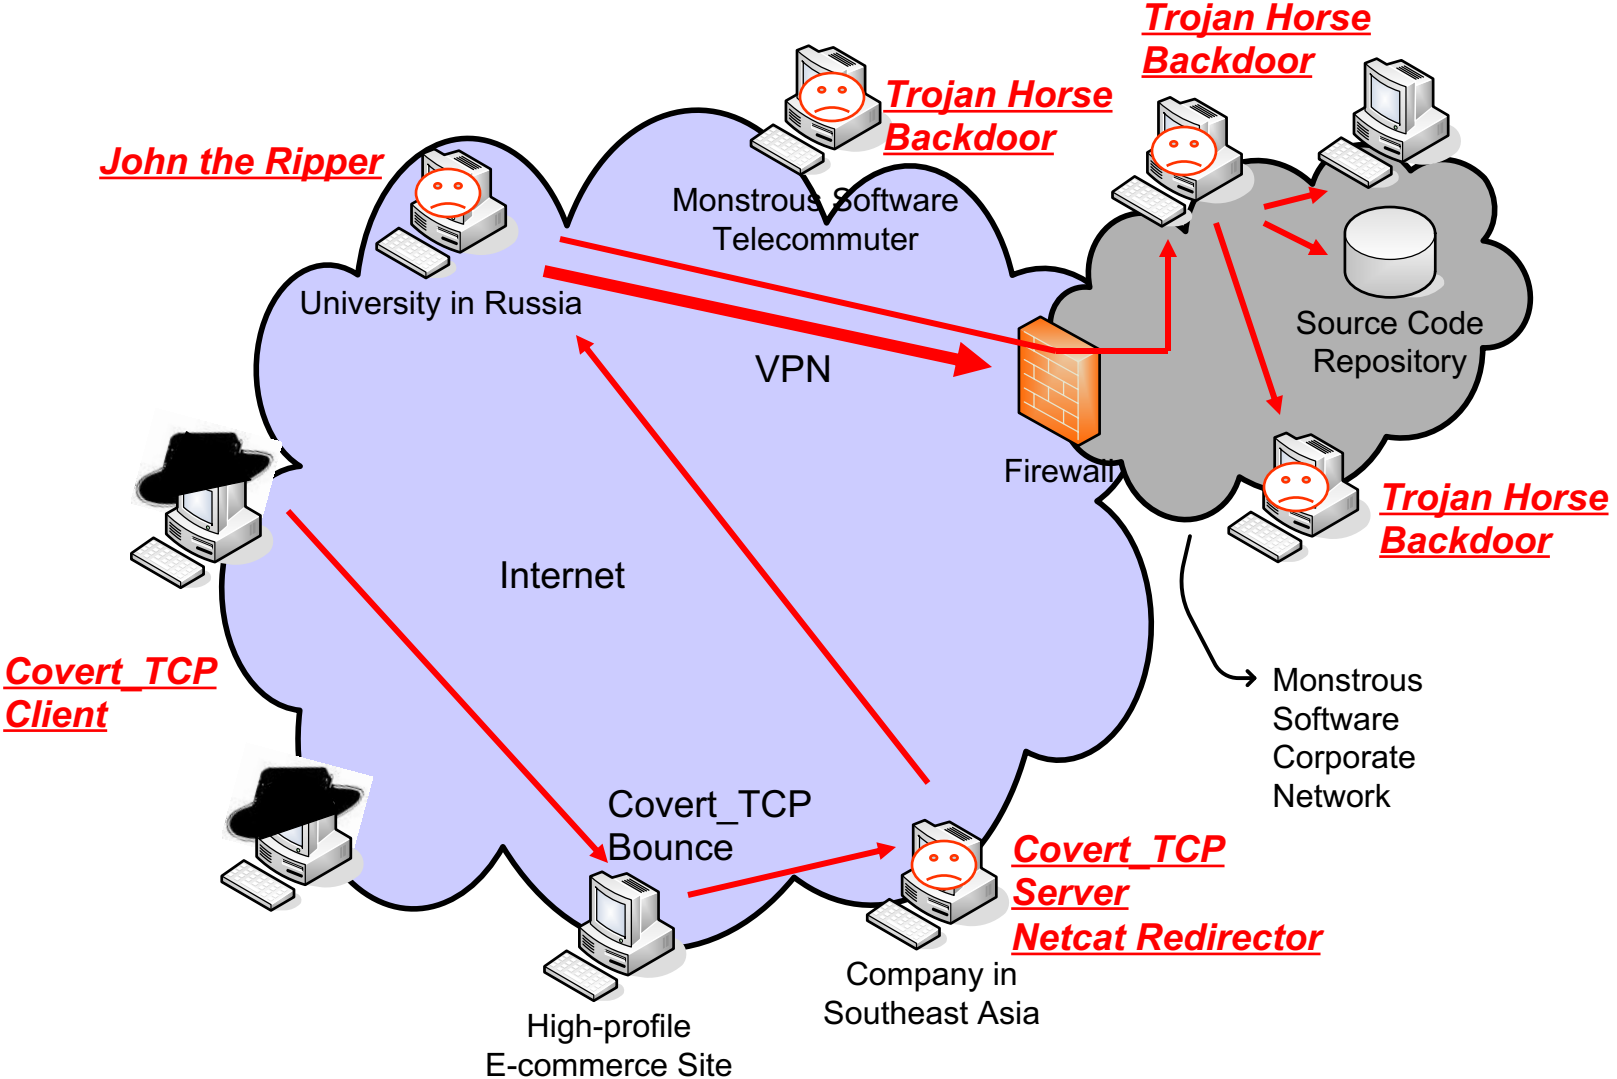 Trojan Horse
Backdoor
Trojan Horse
Backdoor
John the Ripper
Monstrous Software
Telecommuter
University in Russia
Source Code
Repository
VPN
Firewall
Trojan Horse
Backdoor
Internet
Covert_TCP
Client
Monstrous
Software
Corporate
Network
Covert_TCP
Bounce
Covert_TCP
Server
Netcat Redirector
Company in
Southeast Asia
High-profile
E-commerce Site